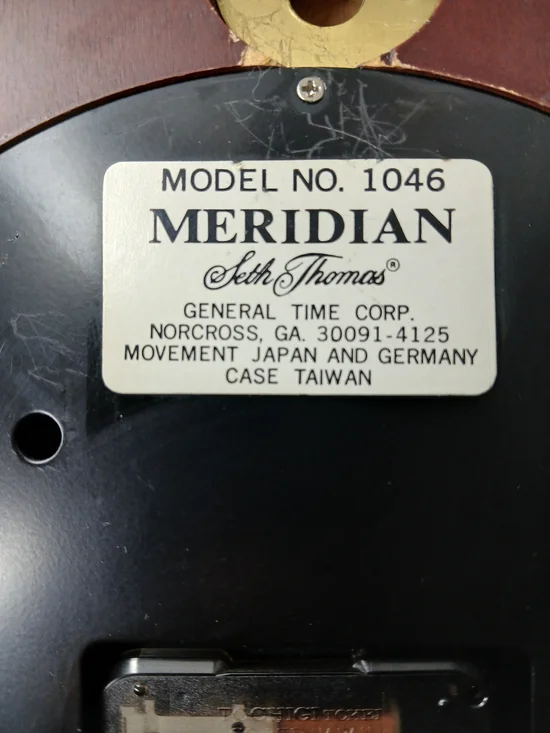 MODEL NO. 1046
MERIDIAN
Seth Thomas®
GENERAL TIME CORP.
NORCROSS, GA. 30091-4125
MOVEMENT JAPAN AND GERMANY
CASE TAIWAN